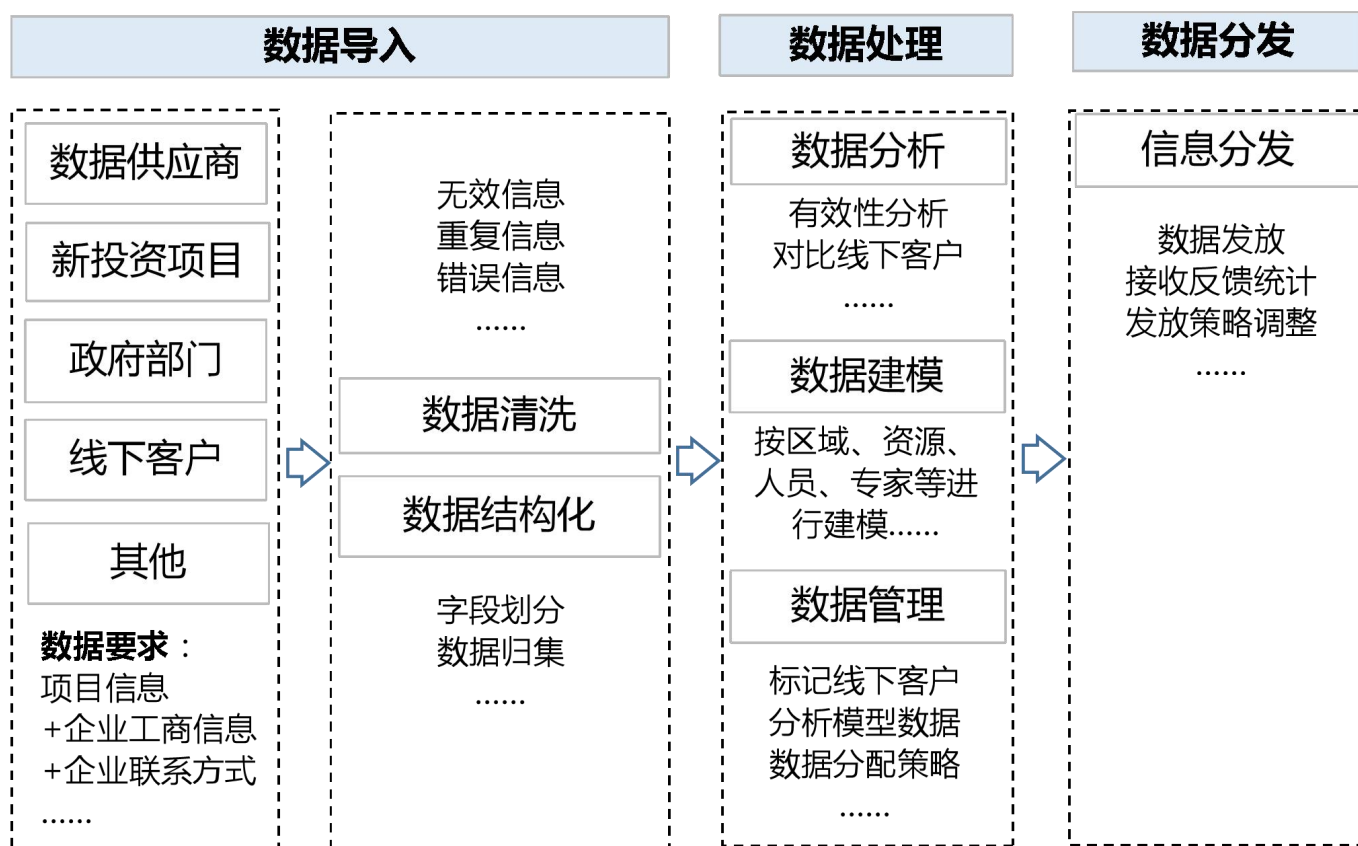 数据导入
数据供应商
新投资项目
政府部门
线下客户
其他
数据要求：
项目信息
+企业工商信息
+企业联系方式
......
无效信息
重复信息
错误信息
......
数据清洗
数据结构化
字段划分
数据归集
......
数据处理
数据分析
有效性分析
对比线下客户
......
数据建模
按区域、资源、
人员、专家等进
行建模......
数据管理
标记线下客户
分析模型数据
数据分配策略
......
数据分发
信息分发
数据发放
接收反馈统计
发放策略调整
......